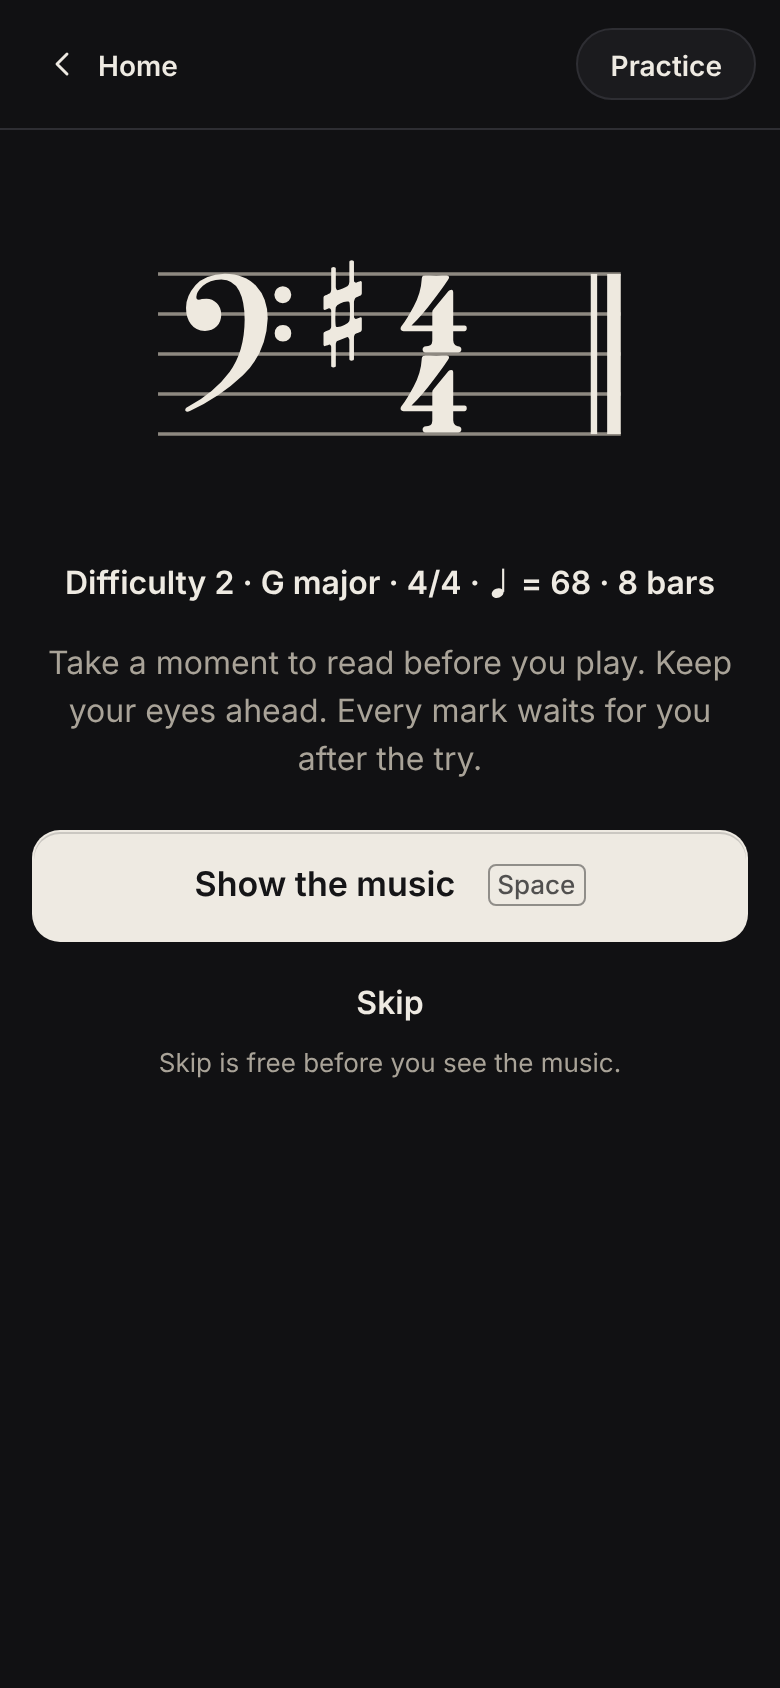 Home
Practice
4
4
Difficulty 2 · G major · 4/4 · ♩ = 68 · 8 bars
Take a moment to read before you play. Keep
your eyes ahead. Every mark waits for you
after the try.
Show the music Space
Skip
Skip is free before you see the music.